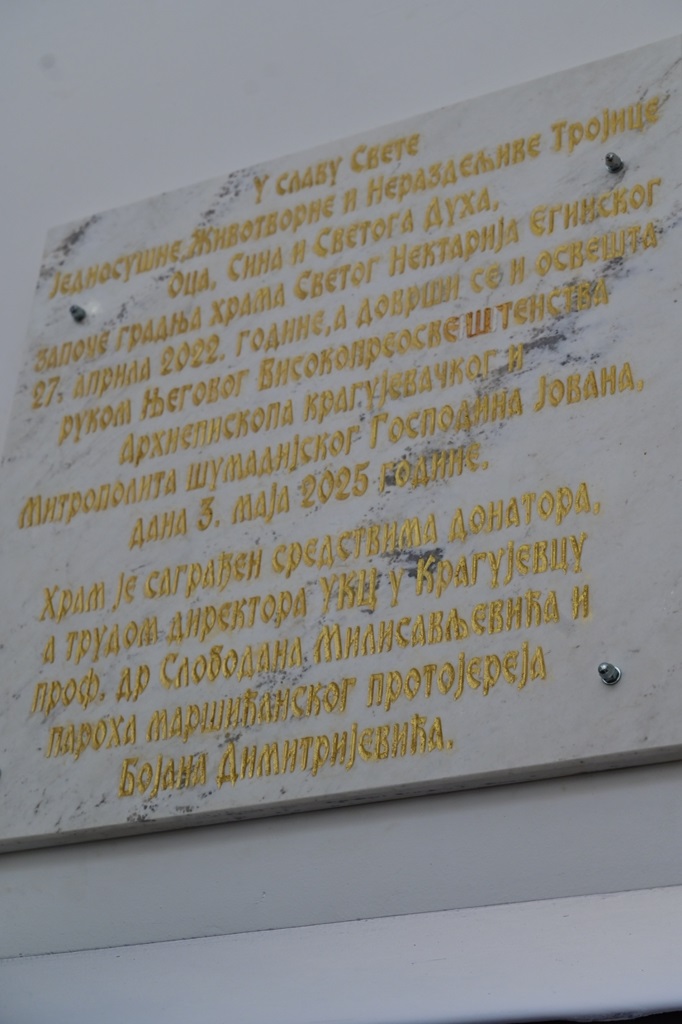 У славу Свете
Једносушне, Животворне и Нераздељиве Тројице
Оца, Сина и Светога Духа,
започе градња храма Светог Нектарија Егинског
27. априла 2022. године, а доврши се и освешта
руком Његовог Високопреосвештенства
Архиепископа крагујевачког и
Митрополита шумадијског Господина Јована,
дана 3. маја 2025 године.
Храм је саграђен средствима донатора,
а трудом директора УКЦ у Крагујевцу
проф. др Слободана Милисављевића и
пароха маршићанског протојереја
Бојана Димитријевића.